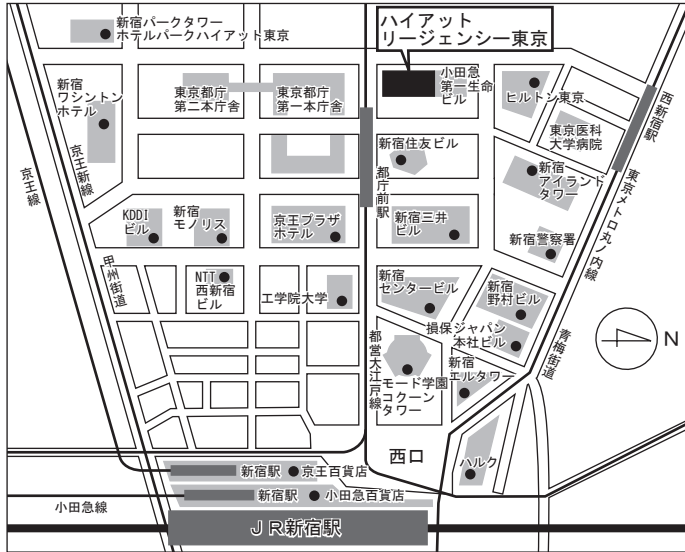 新宿パークタワー
ホテルパークハイアット東京
ハイアット
リージェンシー東京
新宿
ワシントン
ホテル
東京都庁
第二本庁舎
東京都庁
第一本庁舎
小田急
第一生命
ビル
ヒルトン東京
西新宿駅
東京医科
大学病院
京王線
京王新線
都庁前駅
新宿住友ビル
新宿
アイランド
タワー
東京メトロ丸ノ内線
KDDI
ビル
新宿
モノリス
京王プラザ
ホテル
新宿三井
ビル
新宿警察署
甲州街道
NTT
西新宿
ビル
工学院大学
新宿
センタービル
新宿
野村ビル
損保ジャパン
本社ビル
青梅街道
N
都営大江戸線
モード学園
コクーン
タワー
新宿
エルタワー
西口
ハルク
新宿駅
京王百貨店
新宿駅
小田急百貨店
小田急線
JR新宿駅